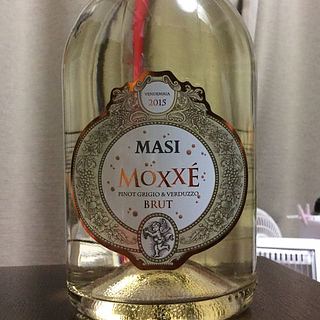 VENDEMMIA
2015
MASI
MOXXÉ
PINOT GRIGIO & VERDUZZO
BRUT